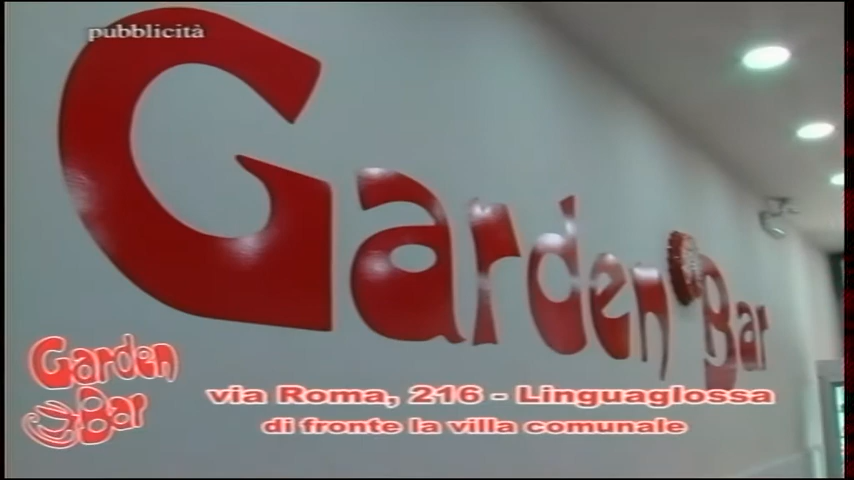 pubblicità
Garden Bar
Garden
Bar
via Roma, 216 - Linguaglossa
di fronte la villa comunale